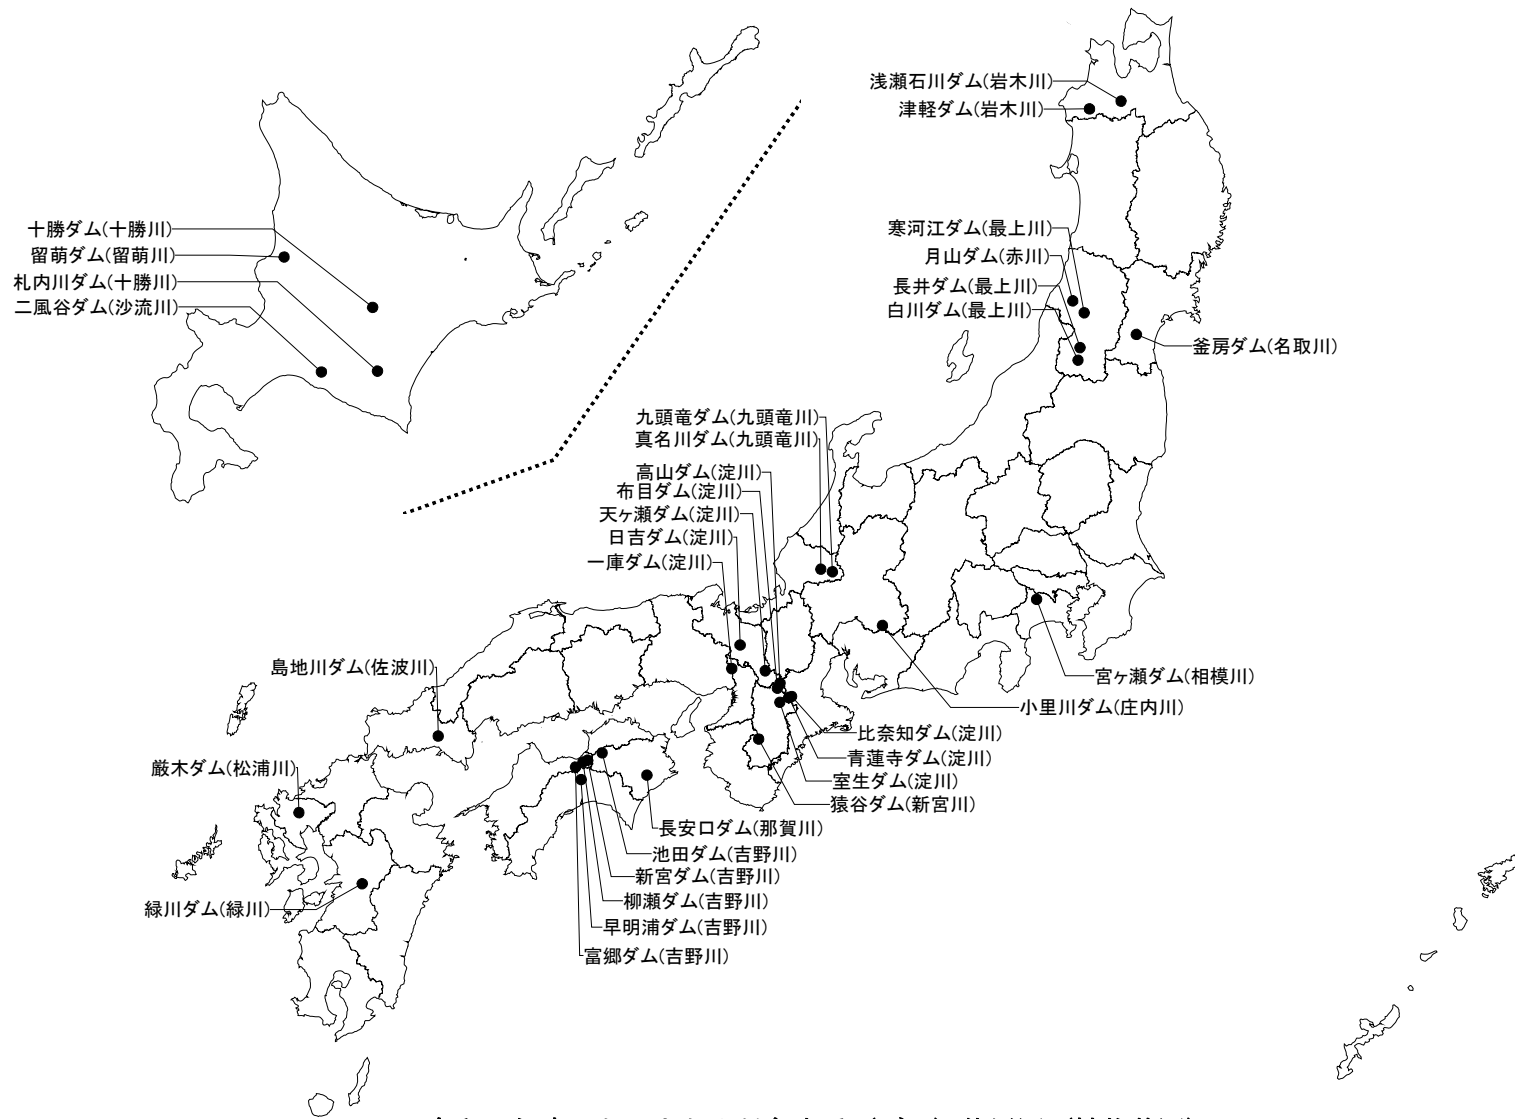 浅瀬石川ダム(岩木川)
津軽ダム(岩木川)
十勝ダム(十勝川)
留萌ダム(留萌川)
札内川ダム(十勝川)
二風谷ダム(沙流川)
寒河江ダム(最上川)
月山ダム(赤川)
長井ダム(最上川)
白川ダム(最上川)
釜房ダム(名取川)
九頭竜ダム(九頭竜川)
真名川ダム(九頭竜川)
高山ダム(淀川)
布目ダム(淀川)
天ヶ瀬ダム(淀川)
日吉ダム(淀川)
一庫ダム(淀川)
島地川ダム(佐波川)
宮ヶ瀬ダム(相模川)
小里川ダム(庄内川)
比奈知ダム(淀川)
青蓮寺ダム(淀川)
室生ダム(淀川)
猿谷ダム(新宮川)
厳木ダム(松浦川)
長安口ダム(那賀川)
池田ダム(吉野川)
新宮ダム(吉野川)
柳瀬ダム(吉野川)
早明浦ダム(吉野川)
富郷ダム(吉野川)
緑川ダム(緑川)